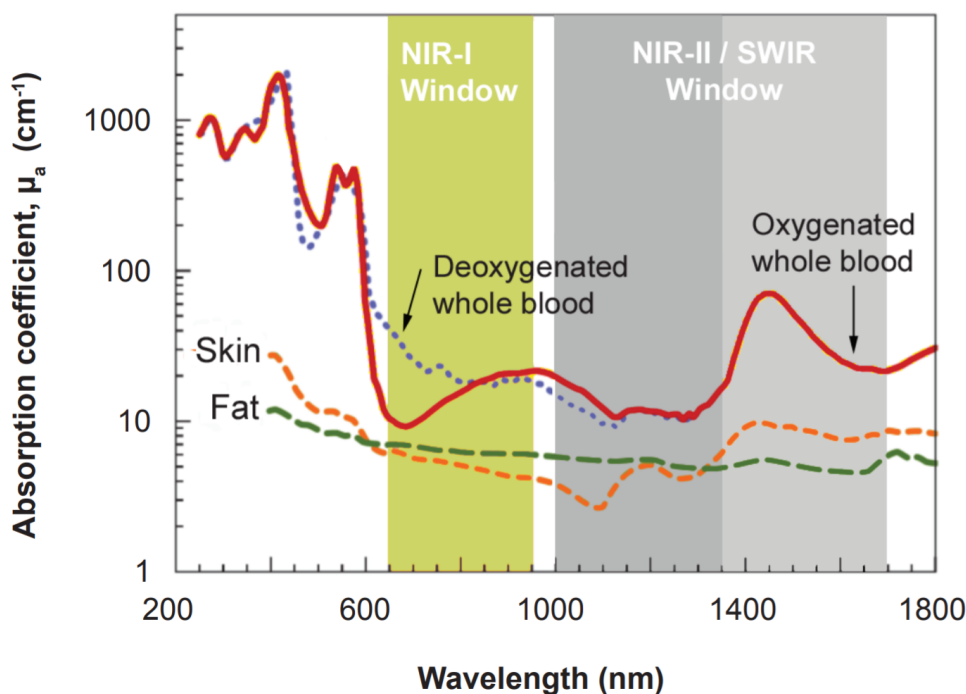 NIR-I
Window
NIR-II / SWIR
Window
Absorption coefficient, μa (cm⁻¹)
1000
100
10
1
Deoxygenated
whole blood
Oxygenated
whole blood
Skin
Fat
200
600
1000
1400
1800
Wavelength (nm)